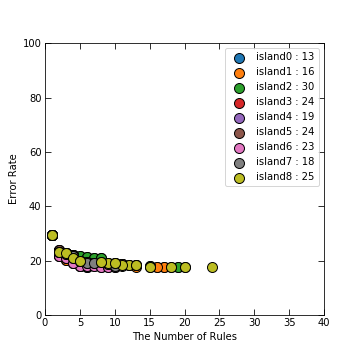 100
80
60
40
20
0
Error Rate
0 5 10 15 20 25 30 35 40
The Number of Rules
island0 : 13
island1 : 16
island2 : 30
island3 : 24
island4 : 19
island5 : 24
island6 : 23
island7 : 18
island8 : 25